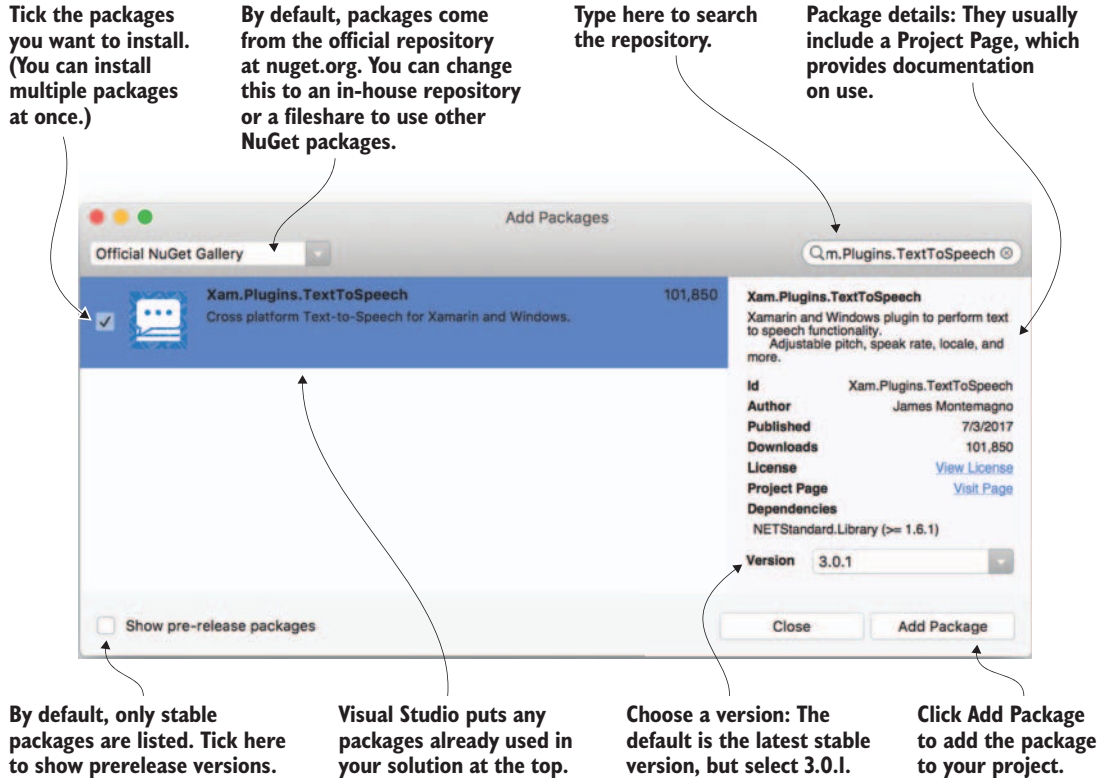 Tick the packages
you want to install.
(You can install
multiple packages
at once.)
By default, packages come
from the official repository
at nuget.org. You can change
this to an in-house repository
or a fileshare to use other
NuGet packages.
Type here to search
the repository.
Package details: They usually
include a Project Page, which
provides documentation
on use.
Add Packages
Official NuGet Gallery
m.Plugins.TextToSpeech
Xam.Plugins.TextToSpeech 101,850
Cross platform Text-to-Speech for Xamarin and Windows.
Xam.Plugins.TextToSpeech
Xamarin and Windows plugin to perform text
to speech functionality.
Adjustable pitch, speak rate, locale, and
more.
Id Xam.Plugins.TextToSpeech
Author James Montemagno
Published 7/3/2017
Downloads 101,850
License View License
Project Page Visit Page
Dependencies
NETStandard.Library (>= 1.6.1)
Version 3.0.1
Show pre-release packages
Close Add Package
By default, only stable
packages are listed. Tick here
to show prerelease versions.
Visual Studio puts any
packages already used in
your solution at the top.
Choose a version: The
default is the latest stable
version, but select 3.0.1.
Click Add Package
to add the package
to your project.